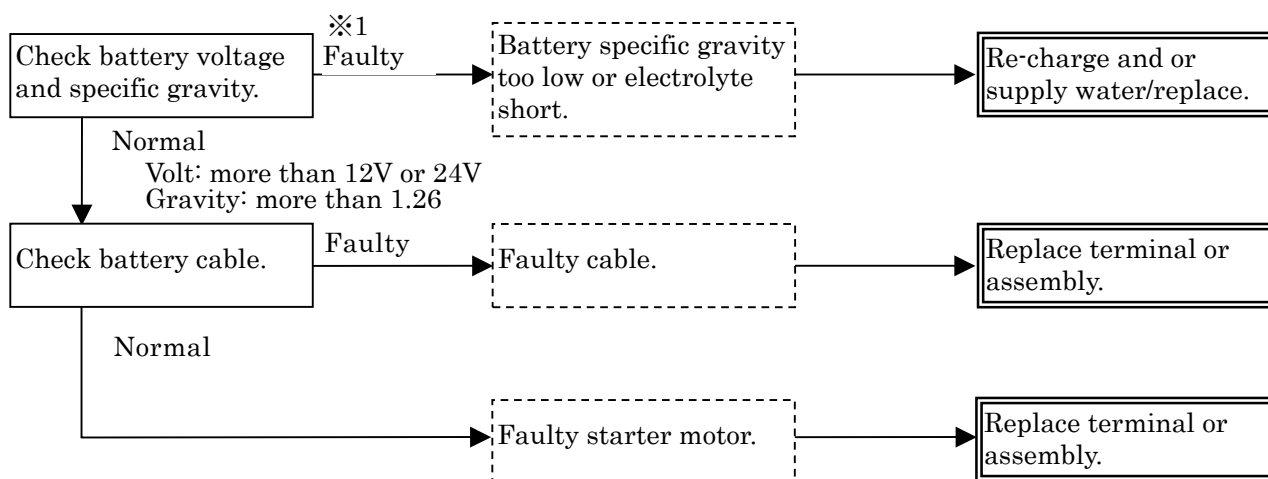 ※1
Check battery voltage
and specific gravity.
Faulty
Battery specific gravity
too low or electrolyte
short.
Re-charge and or
supply water/replace.
Normal
Volt: more than 12V or 24V
Gravity: more than 1.26
Check battery cable.
Faulty
Faulty cable.
Replace terminal or
assembly.
Normal
Faulty starter motor.
Replace terminal or
assembly.